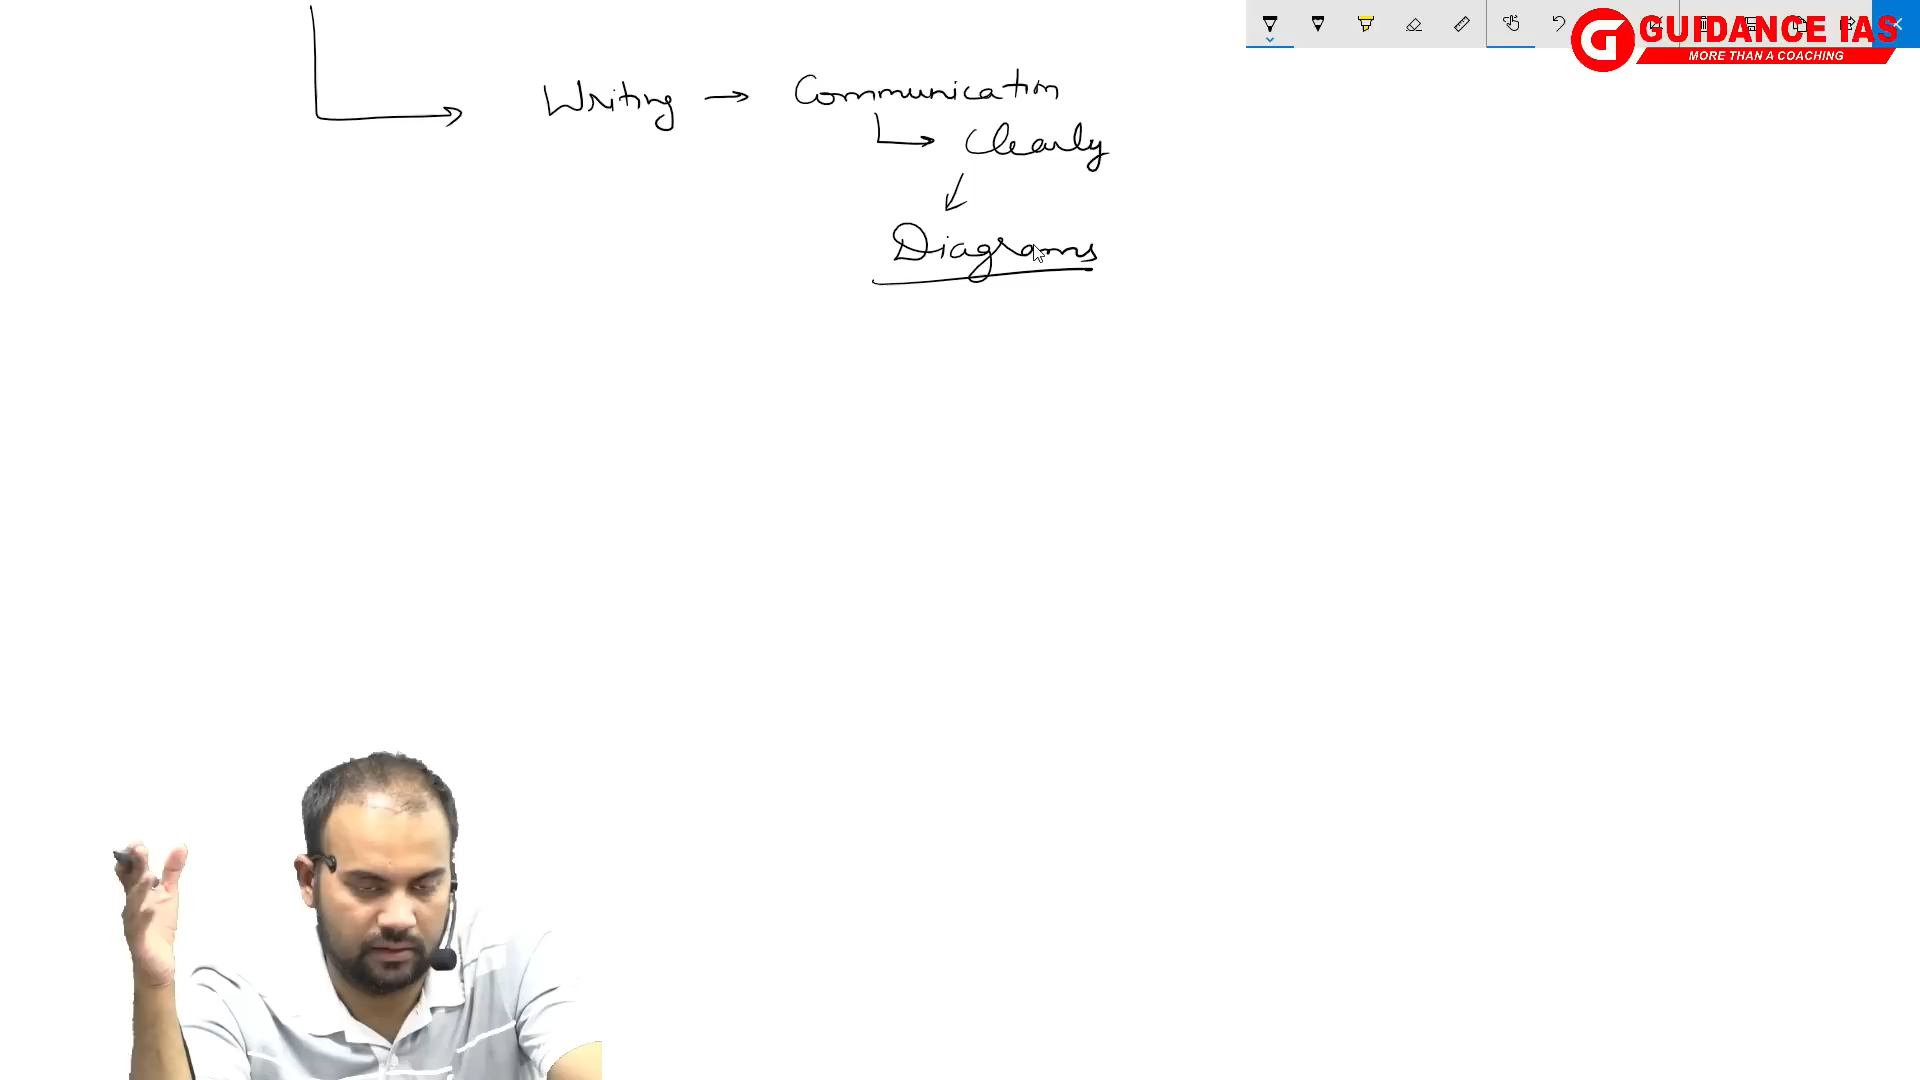 GUIDANCE IAS
MORE THAN A COACHING
Writing → Communication
Clearly
Diagrams